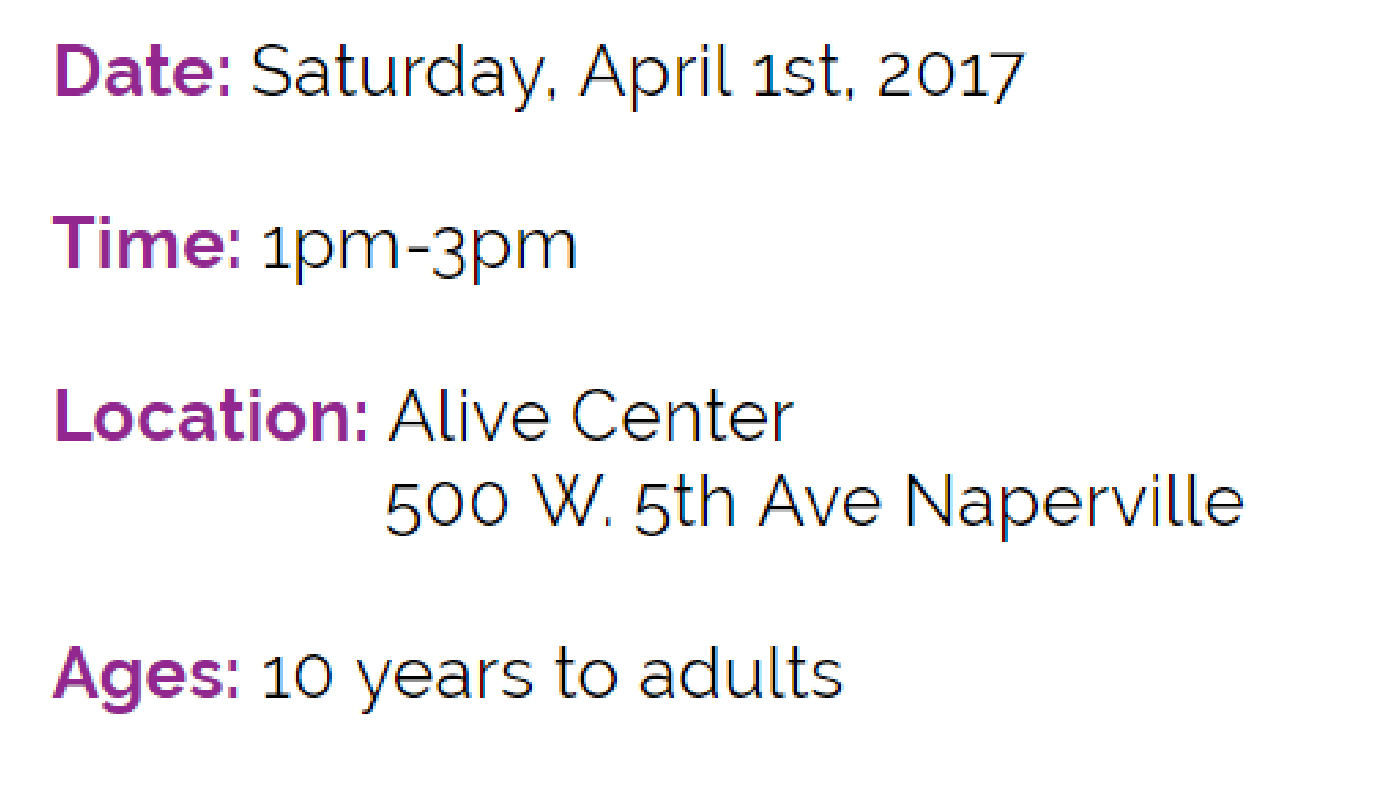 Date: Saturday, April 1st, 2017
Time: 1pm-3pm
Location: Alive Center
500 W. 5th Ave Naperville
Ages: 10 years to adults